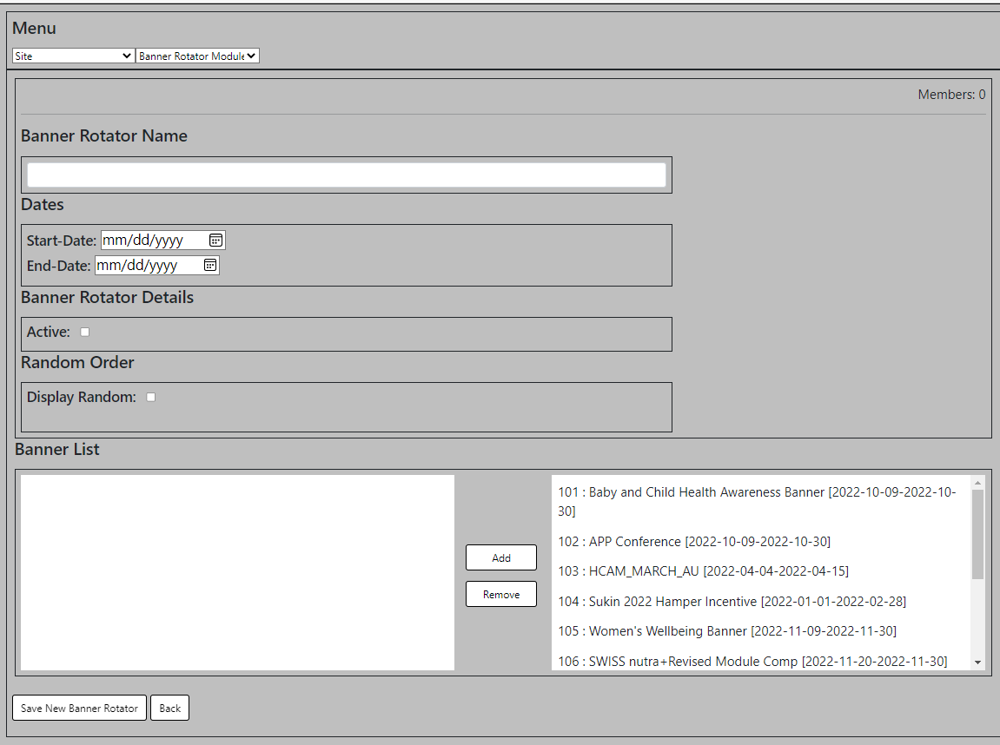 Menu
Site Banner Rotator Module
Members: 0
Banner Rotator Name
Dates
Start-Date: mm/dd/yyyy
End-Date: mm/dd/yyyy
Banner Rotator Details
Active:
Random Order
Display Random:
Banner List
101 : Baby and Child Health Awareness Banner [2022-10-09-2022-10-
30]
102 : APP Conference [2022-10-09-2022-10-30]
103 : HCAM_MARCH_AU [2022-04-04-2022-04-15]
Add
Remove
104 : Sukin 2022 Hamper Incentive [2022-01-01-2022-02-28]
105 : Women's Wellbeing Banner [2022-11-09-2022-11-30]
106 : SWISS nutra+Revised Module Comp [2022-11-20-2022-11-30]
Save New Banner Rotator Back